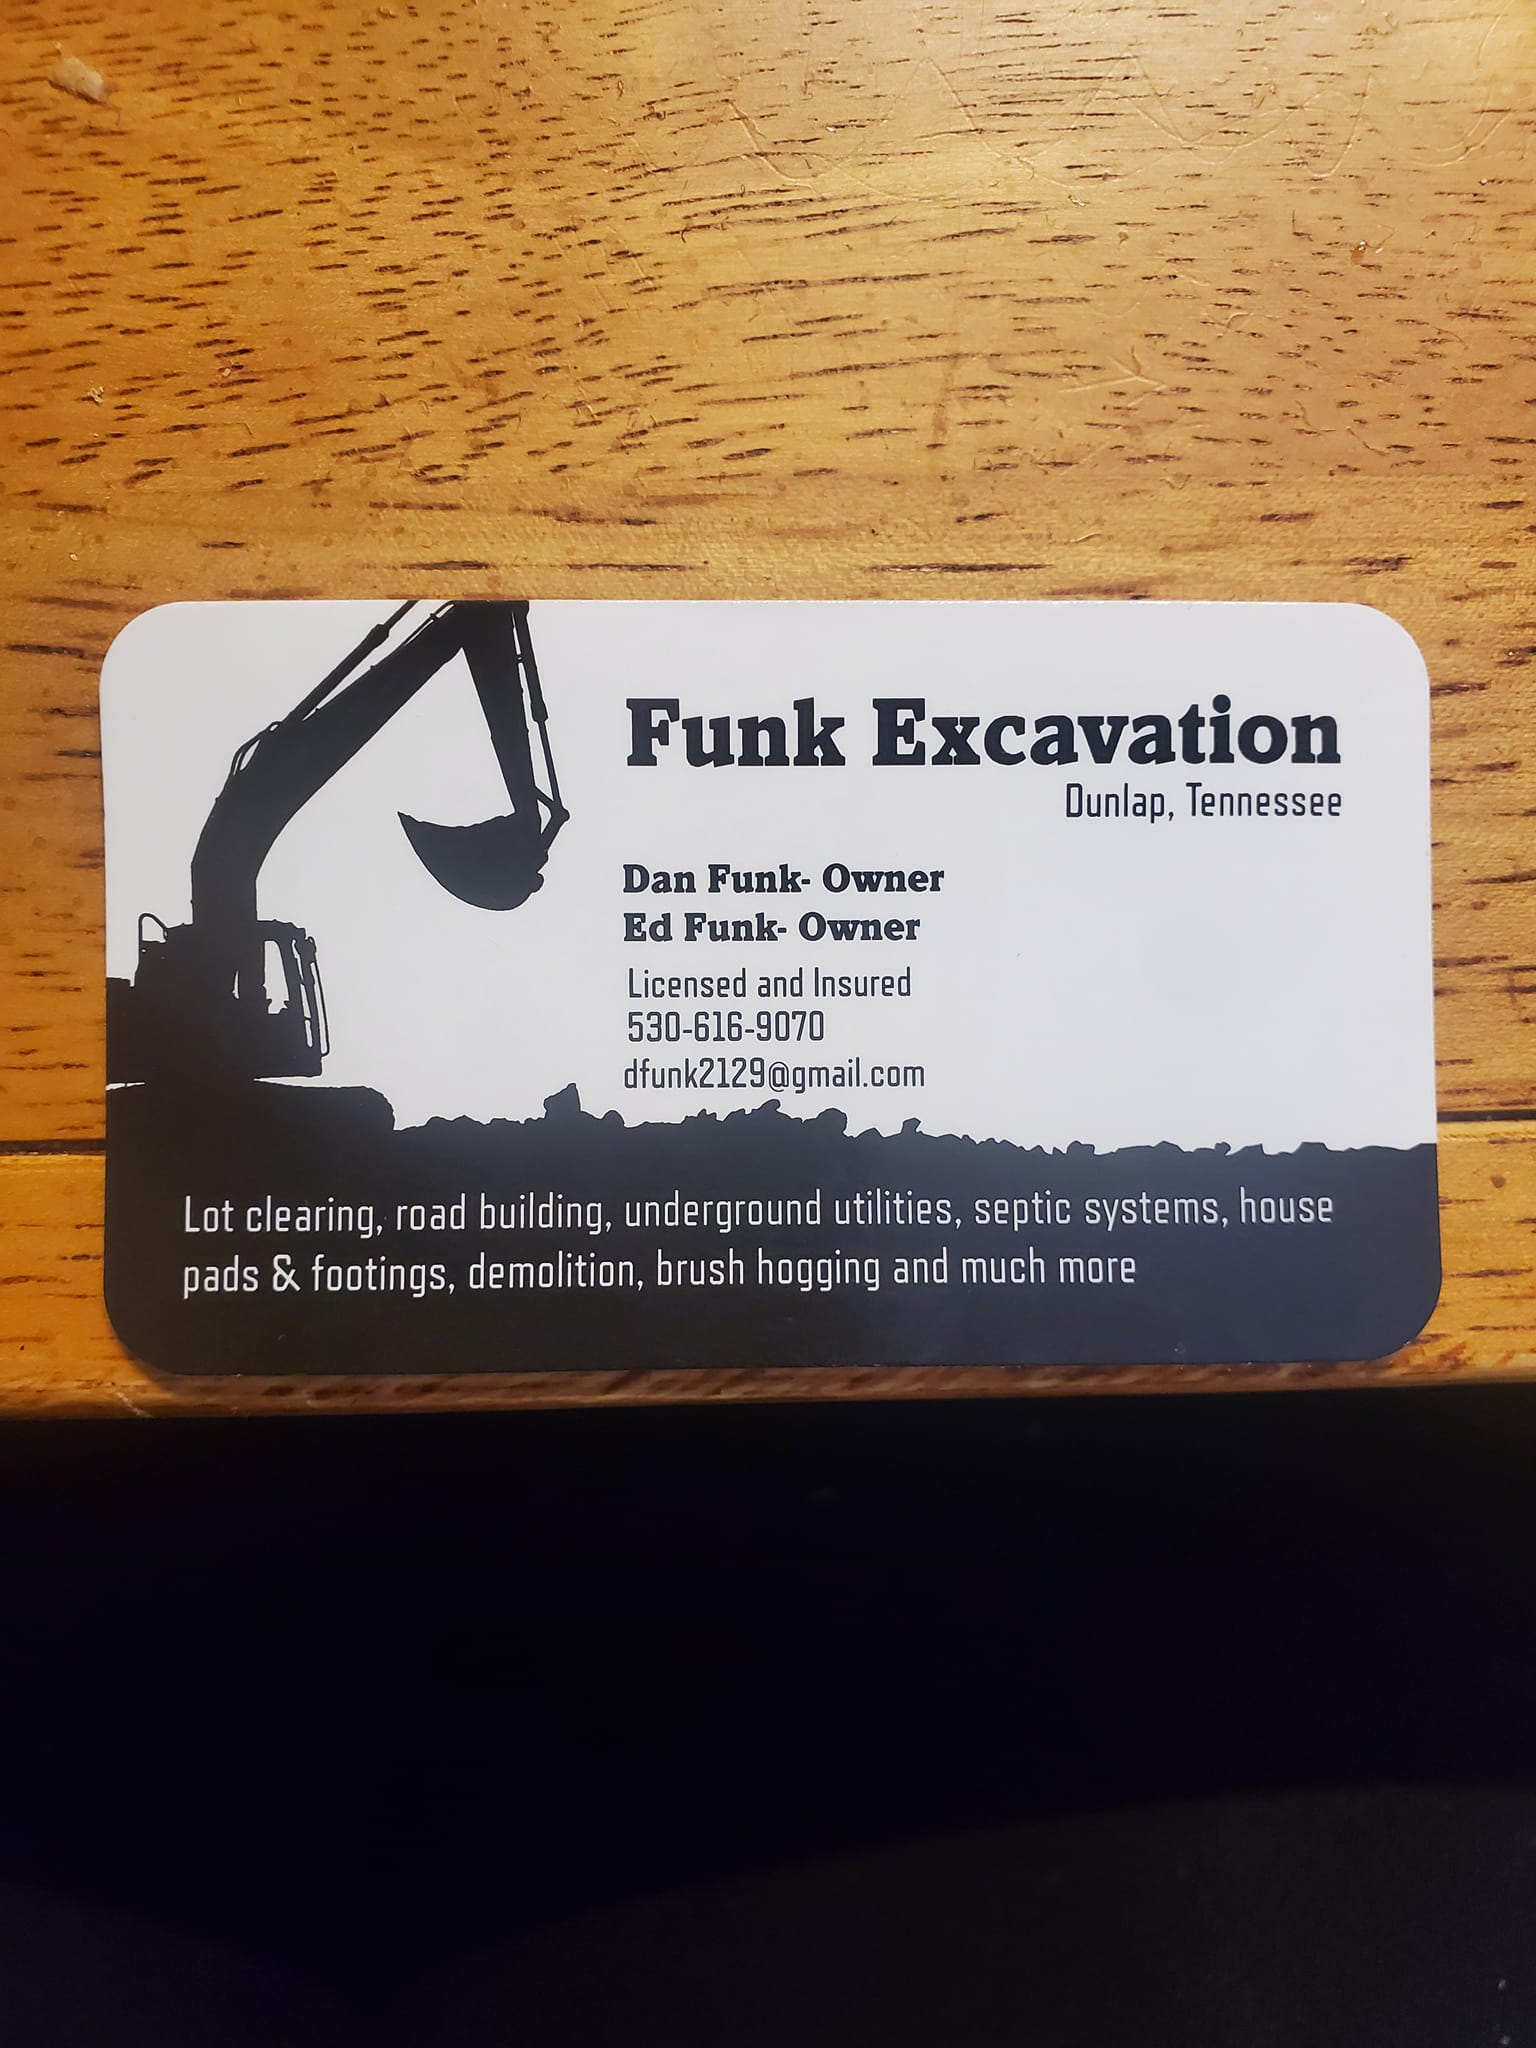 Funk Excavation
Dunlap, Tennessee
Dan Funk- Owner
Ed Funk- Owner
Licensed and Insured
530-616-9070
dfunk2129@gmail.com
Lot clearing, road building, underground utilities, septic systems, house
pads & footings, demolition, brush hogging and much more